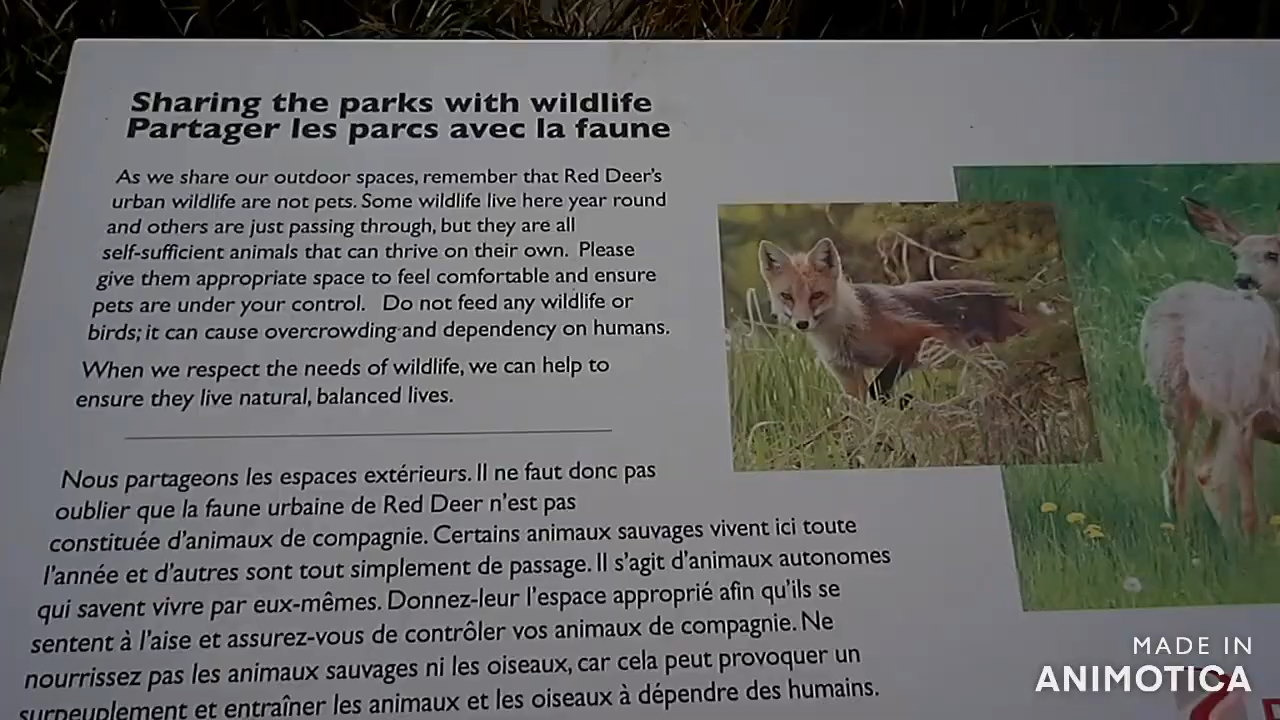 Sharing the parks with wildlife
Partager les parcs avec la faune
As we share our outdoor spaces, remember that Red Deer's
urban wildlife are not pets. Some wildlife live here year round
and others are just passing through, but they are all
self-sufficient animals that can thrive on their own. Please
give them appropriate space to feel comfortable and ensure
pets are under your control. Do not feed any wildlife or
birds; it can cause overcrowding and dependency on humans.
When we respect the needs of wildlife, we can help to
ensure they live natural, balanced lives.
Nous partageons les espaces extérieurs. Il ne faut donc pas
oublier que la faune urbaine de Red Deer n'est pas
constituée d'animaux de compagnie. Certains animaux sauvages vivent ici toute
l'année et d'autres sont tout simplement de passage. Il s'agit d'animaux autonomes
qui savent vivre par eux-mêmes. Donnez-leur l'espace approprié afin qu'ils se
sentent à l'aise et assurez-vous de contrôler vos animaux de compagnie. Ne
nourrissez pas les animaux sauvages ni les oiseaux, car cela peut provoquer un
surpeuplement et entraîner les animaux et les oiseaux à dépendre des humains.
MADE IN
ANIMOTICA